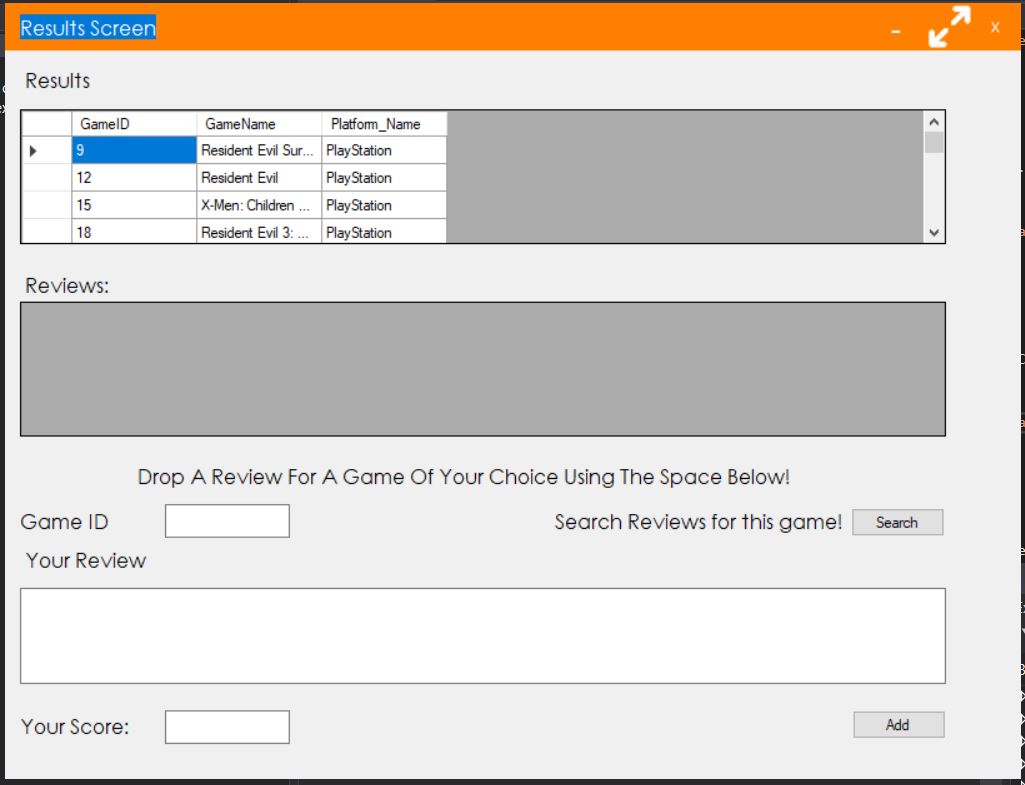 Results Screen
x
Results
GameID GameName Platform_Name
9 Resident Evil Sur... PlayStation
12 Resident Evil PlayStation
15 X-Men: Children ... PlayStation
18 Resident Evil 3: ... PlayStation
Reviews:
Drop A Review For A Game Of Your Choice Using The Space Below!
Game ID
Search Reviews for this game! Search
Your Review
Your Score:
Add